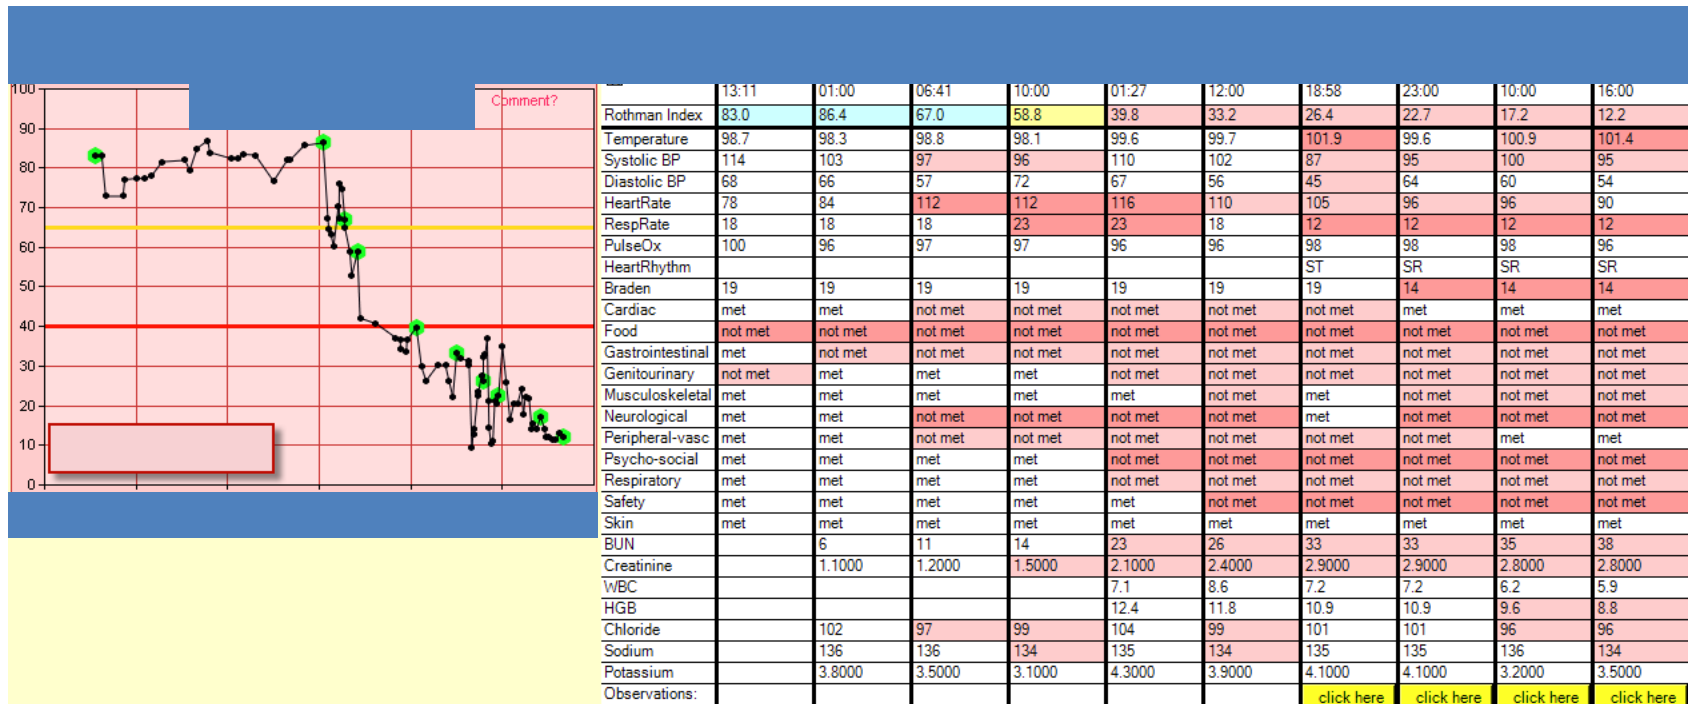 Comment?
100
90
80
70
60
50
40
30
20
10
0
13:11 01:00 06:41 10:00 01:27 12:00 18:58 23:00 10:00 16:00
Rothman Index 83.0 86.4 67.0 58.8 39.8 33.2 26.4 22.7 17.2 12.2
Temperature 98.7 98.3 98.8 98.1 99.6 99.7 101.9 99.6 100.9 101.4
Systolic BP 114 103 97 96 110 102 87 95 100 95
Diastolic BP 68 66 57 72 67 56 45 64 60 54
HeartRate 78 84 112 112 116 110 105 96 96 90
RespRate 18 18 18 23 23 18 12 12 12 12
PulseOx 100 96 97 97 96 96 98 98 98 96
HeartRhythm ST SR SR SR
Braden 19 19 19 19 19 19 19 14 14 14
Cardiac met met not met not met not met not met not met met met met
Food not met not met not met not met not met not met not met not met not met not met
Gastrointestinal met not met not met not met not met not met not met not met not met not met
Genitourinary not met met met met not met not met not met not met not met not met
Musculoskeletal met met met met met not met met not met not met not met
Neurological met met not met not met not met not met met not met not met not met
Peripheral-vasc met met not met not met not met not met not met not met met met
Psycho-social met met met met not met not met not met not met not met not met
Respiratory met met met met not met not met not met not met not met not met
Safety met met met met met not met not met not met not met not met
Skin met met met met met met met met met met
BUN 6 11 14 23 26 33 33 35 38
Creatinine 1.1000 1.2000 1.5000 2.1000 2.4000 2.9000 2.9000 2.8000 2.8000
WBC 7.1 8.6 7.2 7.2 6.2 5.9
HGB 12.4 11.8 10.9 10.9 9.6 8.8
Chloride 102 97 99 104 99 101 101 96 96
Sodium 136 136 134 135 134 135 135 136 134
Potassium 3.8000 3.5000 3.1000 4.3000 3.9000 4.1000 4.1000 3.2000 3.5000
Observations: click here click here click here click here